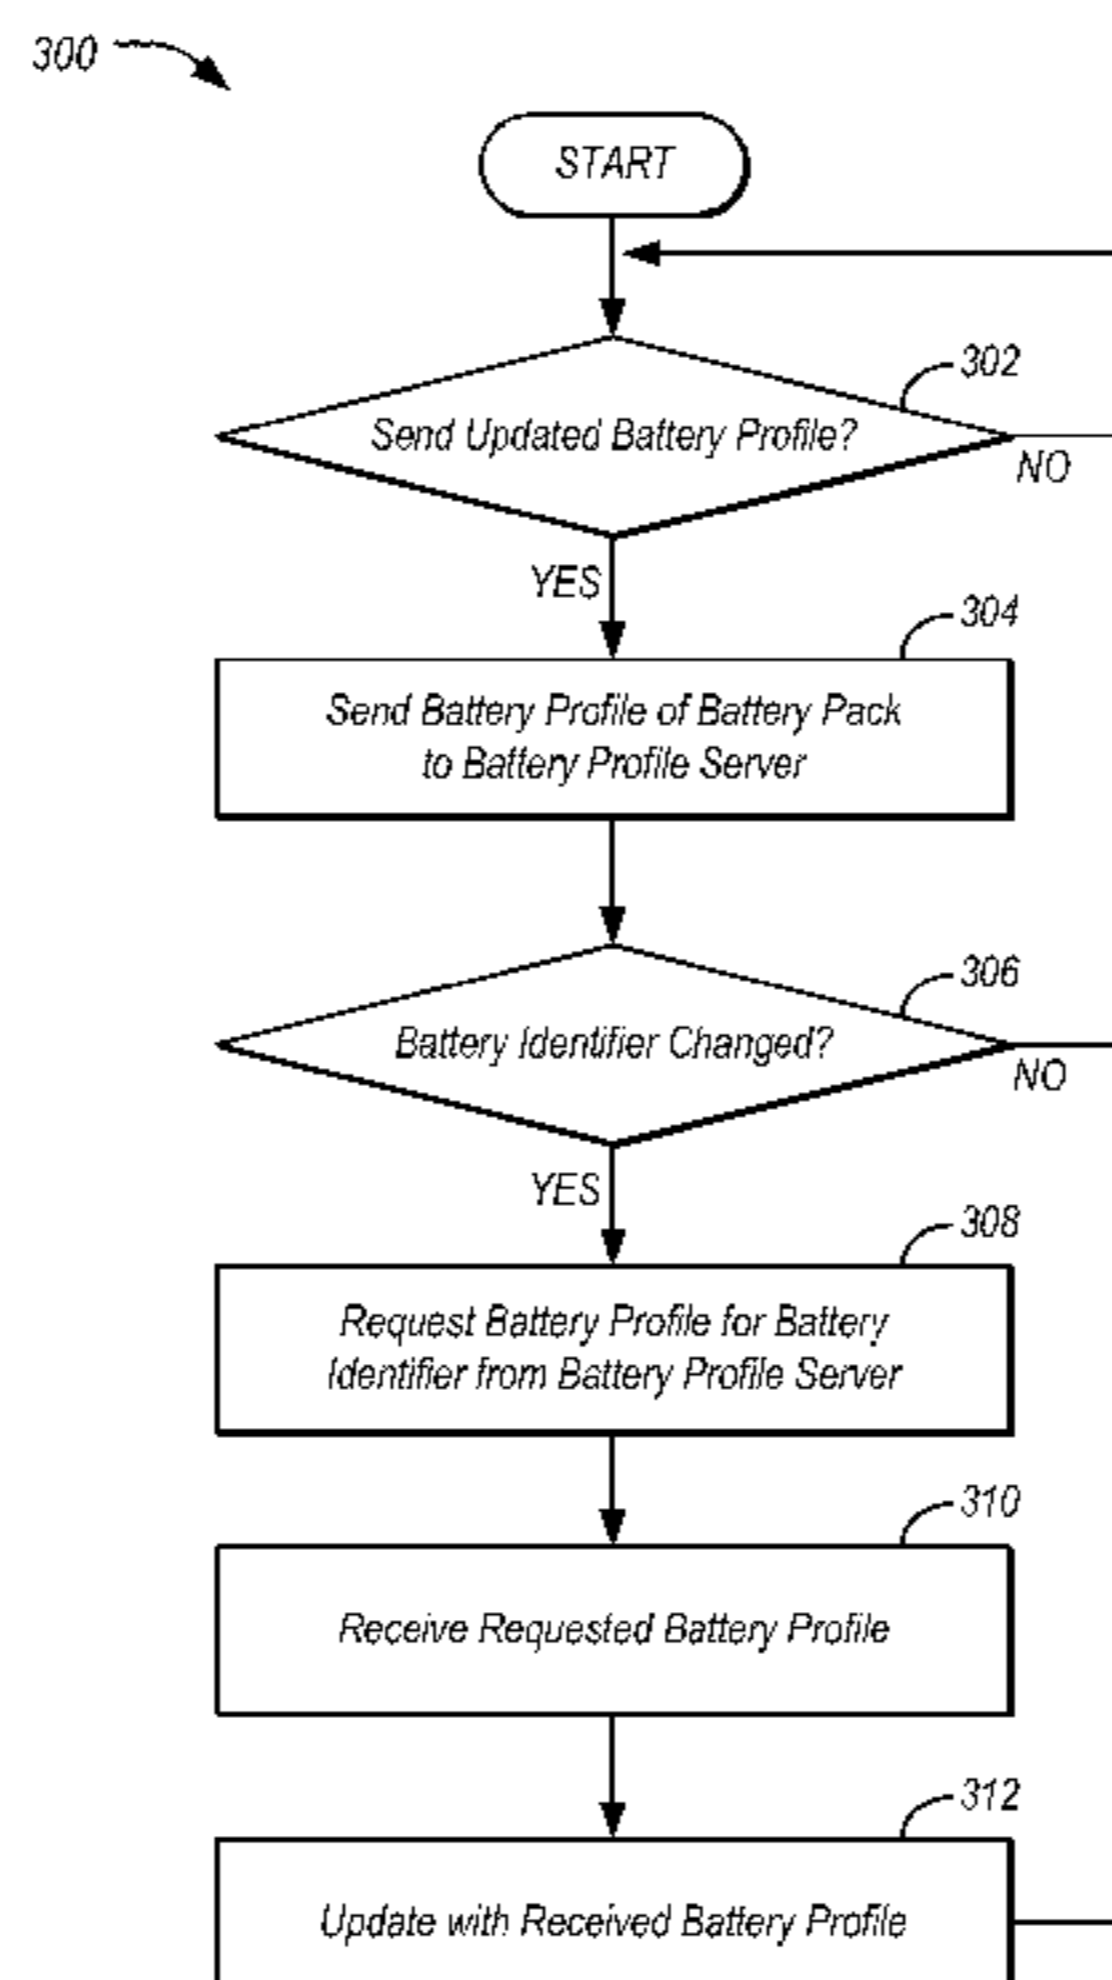 300
START
302
Send Updated Battery Profile?
NO
YES
304
Send Battery Profile of Battery Pack
to Battery Profile Server
306
Battery Identifier Changed?
NO
YES
308
Request Battery Profile for Battery
Identifier from Battery Profile Server
310
Receive Requested Battery Profile
312
Update with Received Battery Profile